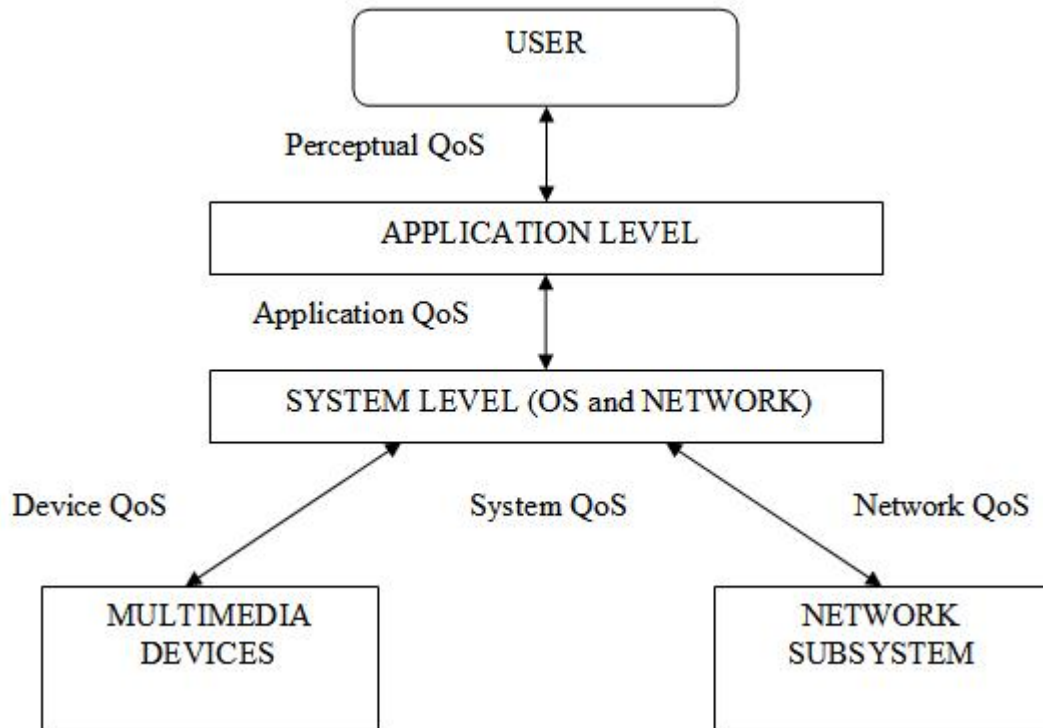 USER
Perceptual QoS
APPLICATION LEVEL
Application QoS
SYSTEM LEVEL (OS and NETWORK)
Device QoS
System QoS
Network QoS
MULTIMEDIA
DEVICES
NETWORK
SUBSYSTEM